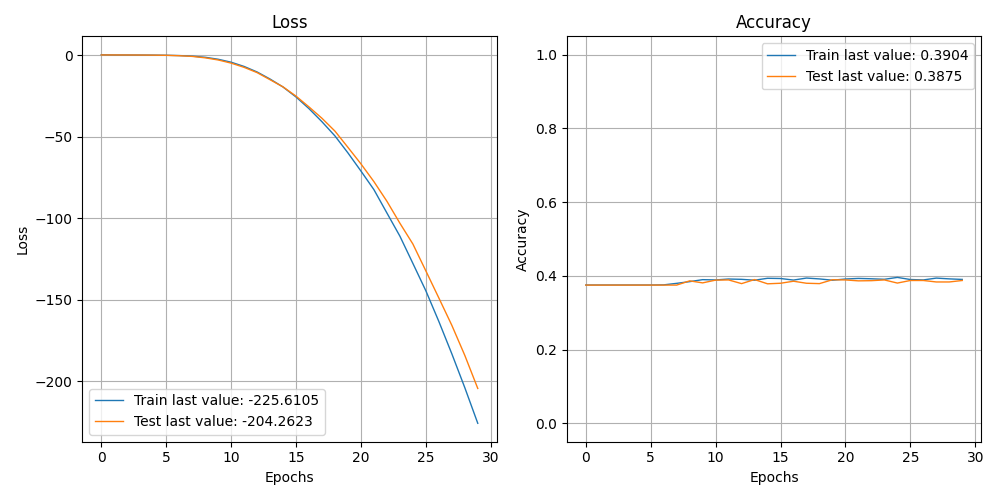 Loss
0
−50
−100
−150
−200
Loss
Train last value: -225.6105
Test last value: -204.2623
0 5 10 15 20 25 30
Epochs
Accuracy
1.0
0.8
0.6
0.4
0.2
0.0
Accuracy
Train last value: 0.3904
Test last value: 0.3875
0 5 10 15 20 25 30
Epochs